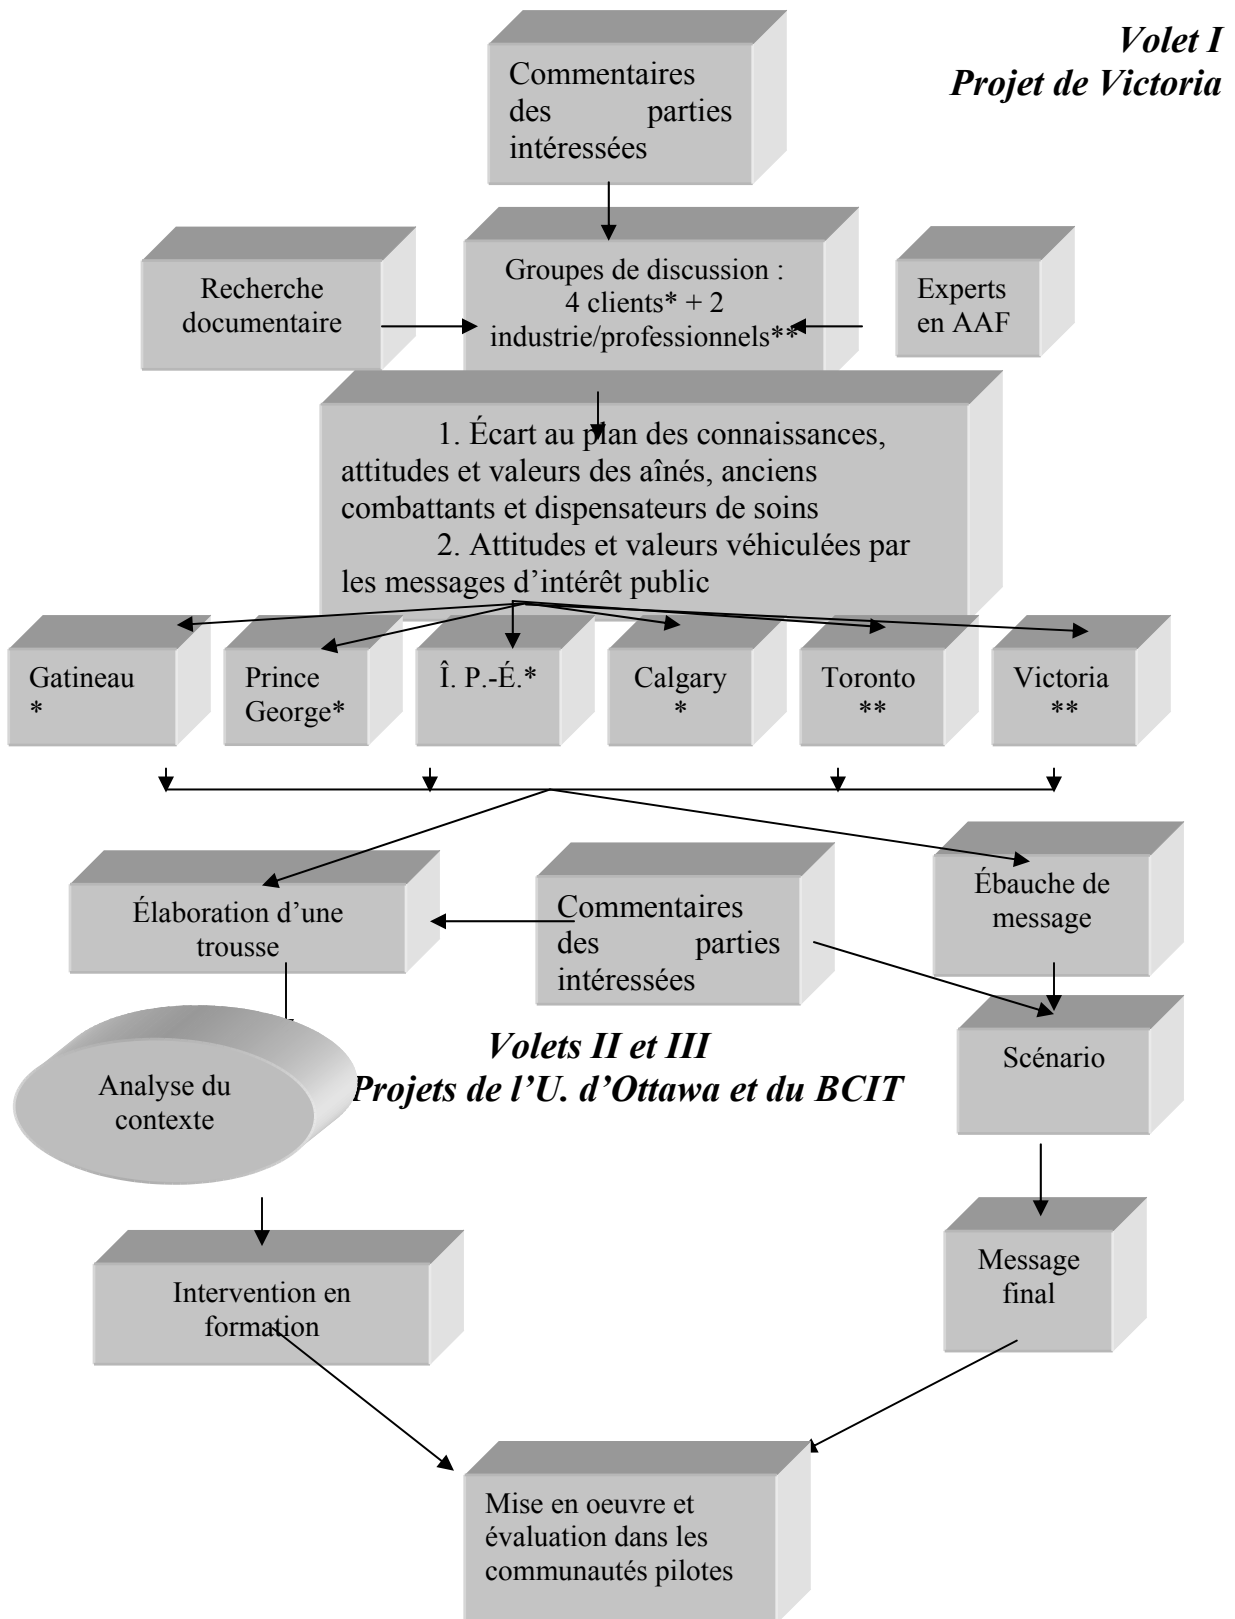 Volet I
Projet de Victoria
Commentaires
des parties
intéressées
Recherche
documentaire
Groupes de discussion :
4 clients* + 2
industrie/professionnels**
Experts
en AAF
1. Écart au plan des connaissances,
attitudes et valeurs des aînés, anciens
combattants et dispensateurs de soins
2. Attitudes et valeurs véhiculées par
les messages d’intérêt public
Gatineau
*
Prince
George*
Î. P.-É.*
Calgary
*
Toronto
**
Victoria
**
Élaboration d’une
trousse
Commentaires
des parties
intéressées
Ébauche de
message
Volets II et III
Projets de l’U. d’Ottawa et du BCIT
Analyse du
contexte
Scénario
Intervention en
formation
Message
final
Mise en oeuvre et
évaluation dans les
communautés pilotes